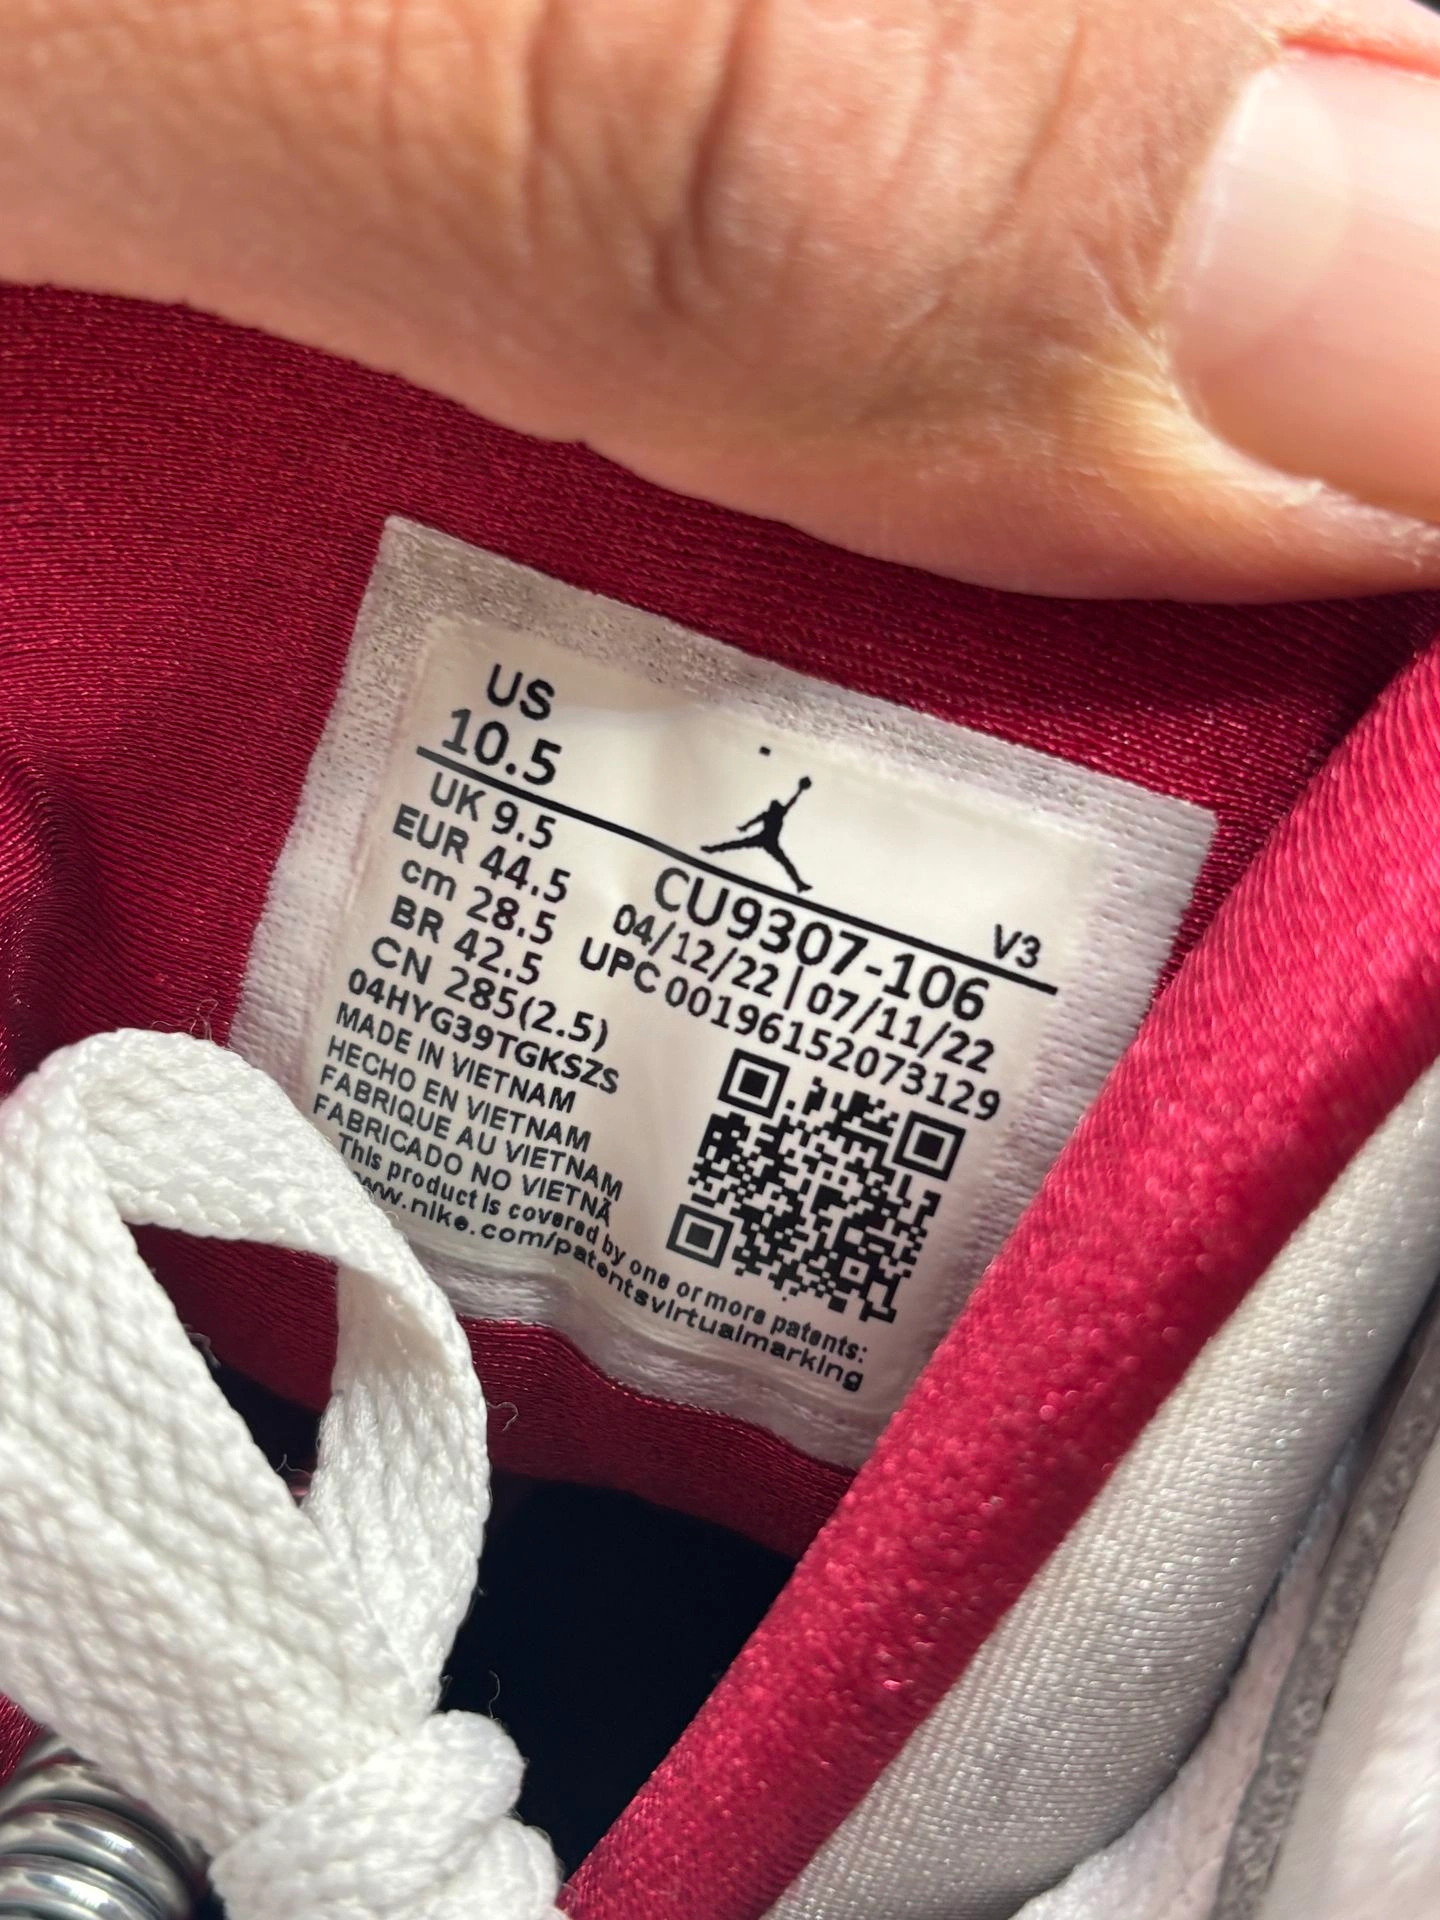 US
10.5
UK 9.5
EUR 44.5
cm 28.5
BR 42.5
CN 285(2.5)
04HYG39TGKSZS
MADE IN VIETNAM
HECHO EN VIETNAM
FABRIQUE AU VIETNAM
FABRICADO NO VIETNÃ
This product is covered by one or more patents:
www.nike.com/patentsvirtualmarking
V3
CU9307-106
04/12/22 | 07/11/22
UPC 00196152073129